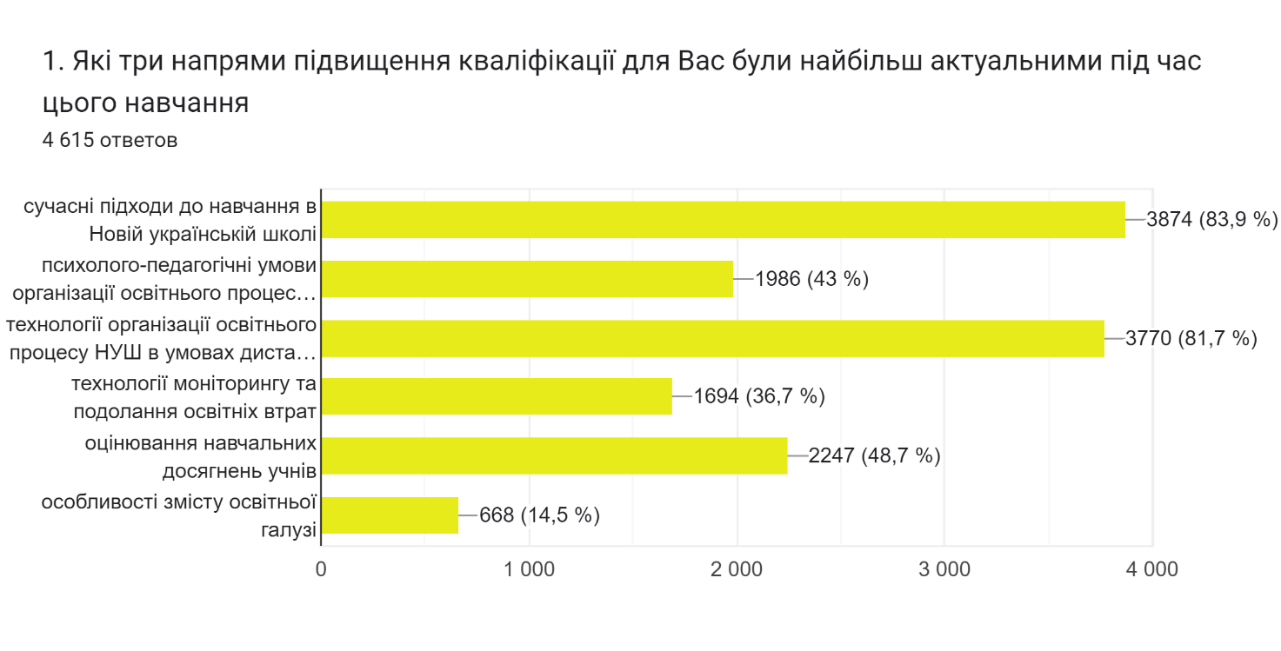 1. Які три напрями підвищення кваліфікації для Вас були найбільш актуальними під час
цього навчання
4 615 ответов
сучасні підходи до навчання в
Новій українській школі
3874 (83,9 %)
психолого-педагогічні умови
організації освітнього процес…
1986 (43 %)
технології організації освітнього
процесу НУШ в умовах диста…
3770 (81,7 %)
технології моніторингу та
подолання освітніх втрат
1694 (36,7 %)
оцінювання навчальних
досягнень учнів
2247 (48,7 %)
особливості змісту освітньої
галузі
668 (14,5 %)
0 1 000 2 000 3 000 4 000